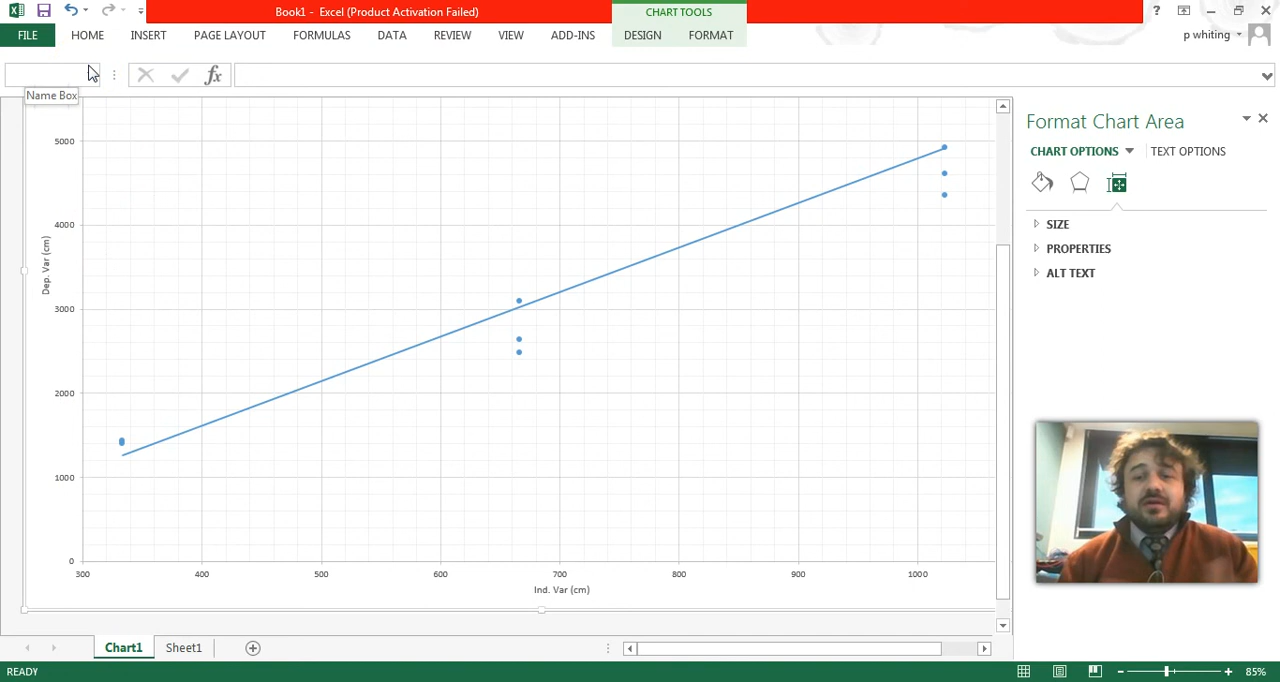 Book1 - Excel (Product Activation Failed)
CHART TOOLS
?
FILE
HOME
INSERT
PAGE LAYOUT
FORMULAS
DATA
REVIEW
VIEW
ADD-INS
DESIGN
FORMAT
p whiting
fx
Name Box
5000
4000
3000
2000
1000
0
Dep. Var (cm)
300
400
500
600
700
800
900
1000
Ind. Var (cm)
Format Chart Area
CHART OPTIONS
TEXT OPTIONS
SIZE
PROPERTIES
ALT TEXT
Chart1
Sheet1
READY
85%